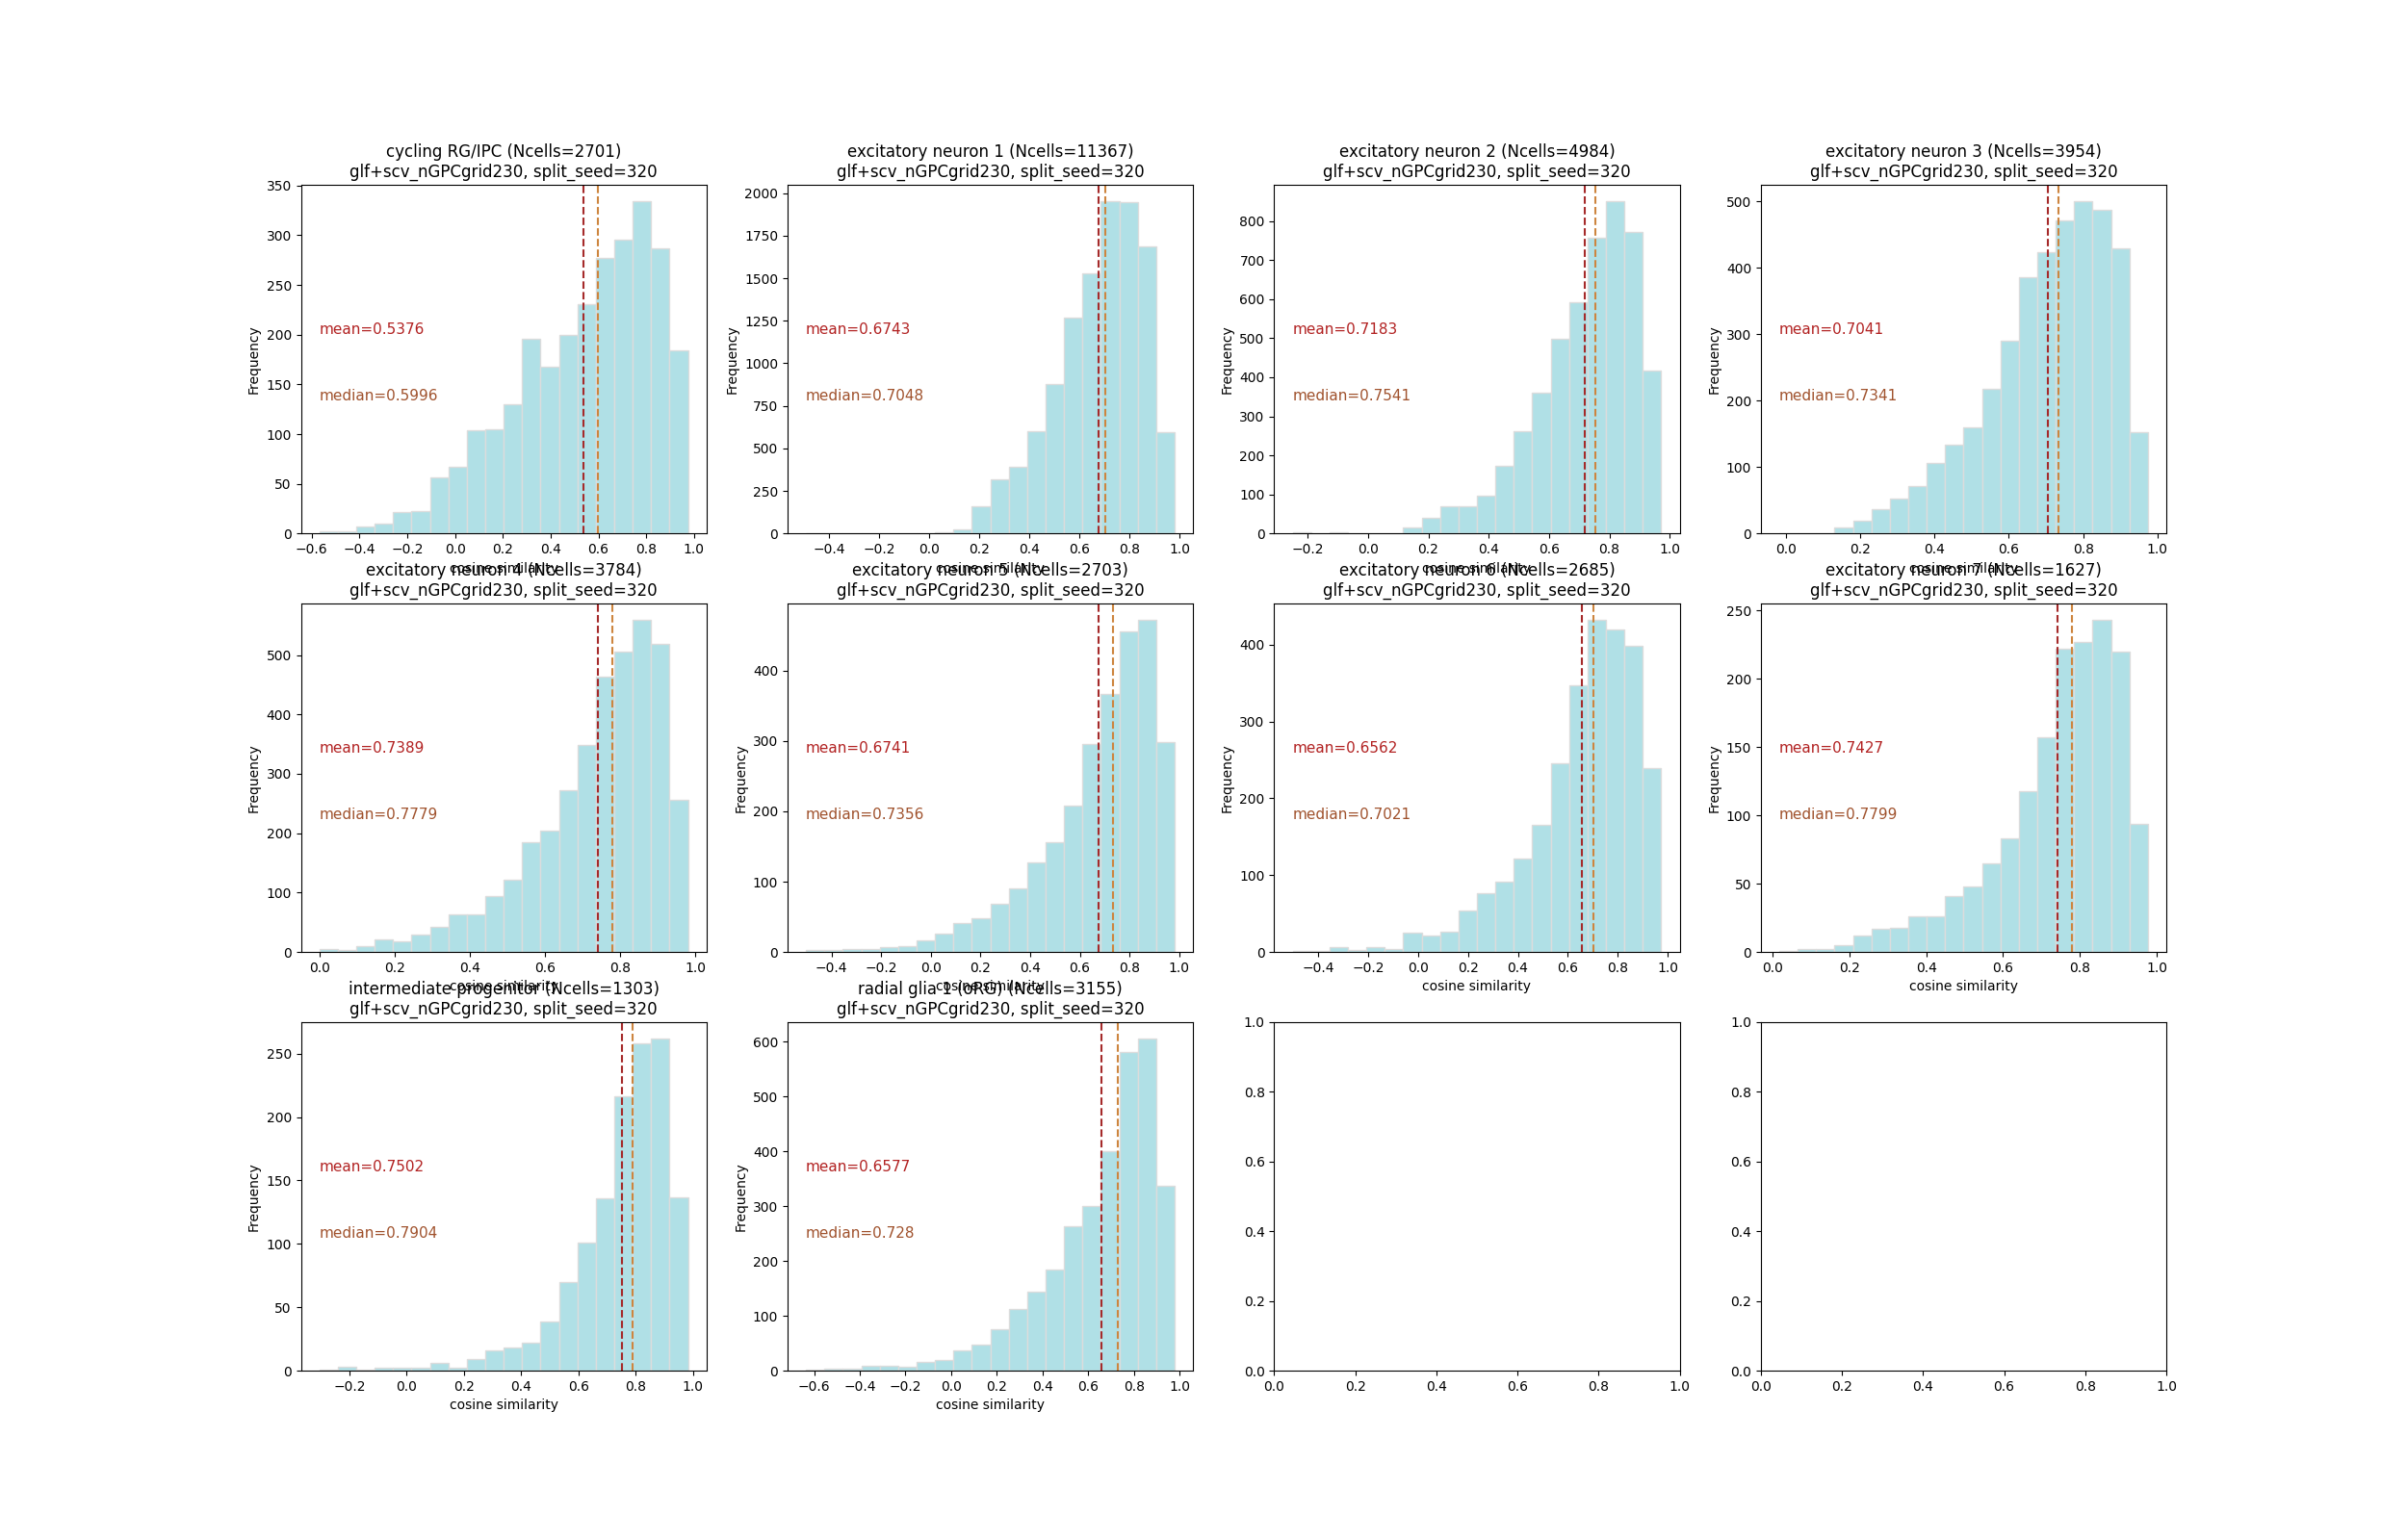 cycling RG/IPC (Ncells=2701)
glf+scv_nGPCgrid230, split_seed=320
excitatory neuron 1 (Ncells=11367)
glf+scv_nGPCgrid230, split_seed=320
excitatory neuron 2 (Ncells=4984)
glf+scv_nGPCgrid230, split_seed=320
excitatory neuron 3 (Ncells=3954)
glf+scv_nGPCgrid230, split_seed=320
Frequency
350
300
250
200
150
100
50
0
mean=0.5376
median=0.5996
−0.6 −0.4 −0.2 0.0 0.2 0.4 0.6 0.8 1.0
cosine similarity
Frequency
2000
1750
1500
1250
1000
750
500
250
0
mean=0.6743
median=0.7048
−0.4 −0.2 0.0 0.2 0.4 0.6 0.8 1.0
cosine similarity
Frequency
800
700
600
500
400
300
200
100
0
mean=0.7183
median=0.7541
−0.2 0.0 0.2 0.4 0.6 0.8 1.0
cosine similarity
Frequency
500
400
300
200
100
0
mean=0.7041
median=0.7341
0.0 0.2 0.4 0.6 0.8 1.0
cosine similarity
excitatory neuron 4 (Ncells=3784)
glf+scv_nGPCgrid230, split_seed=320
excitatory neuron 5 (Ncells=2703)
glf+scv_nGPCgrid230, split_seed=320
excitatory neuron 6 (Ncells=2685)
glf+scv_nGPCgrid230, split_seed=320
excitatory neuron 7 (Ncells=1627)
glf+scv_nGPCgrid230, split_seed=320
Frequency
500
400
300
200
100
0
mean=0.7389
median=0.7779
0.0 0.2 0.4 0.6 0.8 1.0
cosine similarity
Frequency
400
300
200
100
0
mean=0.6741
median=0.7356
−0.4 −0.2 0.0 0.2 0.4 0.6 0.8 1.0
cosine similarity
Frequency
400
300
200
100
0
mean=0.6562
median=0.7021
−0.4 −0.2 0.0 0.2 0.4 0.6 0.8 1.0
cosine similarity
Frequency
250
200
150
100
50
0
mean=0.7427
median=0.7799
0.0 0.2 0.4 0.6 0.8 1.0
cosine similarity
intermediate progenitor (Ncells=1303)
glf+scv_nGPCgrid230, split_seed=320
radial glia 1 (oRG) (Ncells=3155)
glf+scv_nGPCgrid230, split_seed=320
Frequency
250
200
150
100
50
0
mean=0.7502
median=0.7904
−0.2 0.0 0.2 0.4 0.6 0.8 1.0
cosine similarity
Frequency
600
500
400
300
200
100
0
mean=0.6577
median=0.728
−0.6 −0.4 −0.2 0.0 0.2 0.4 0.6 0.8 1.0
cosine similarity
1.0
0.8
0.6
0.4
0.2
0.0
0.0 0.2 0.4 0.6 0.8 1.0
1.0
0.8
0.6
0.4
0.2
0.0
0.0 0.2 0.4 0.6 0.8 1.0